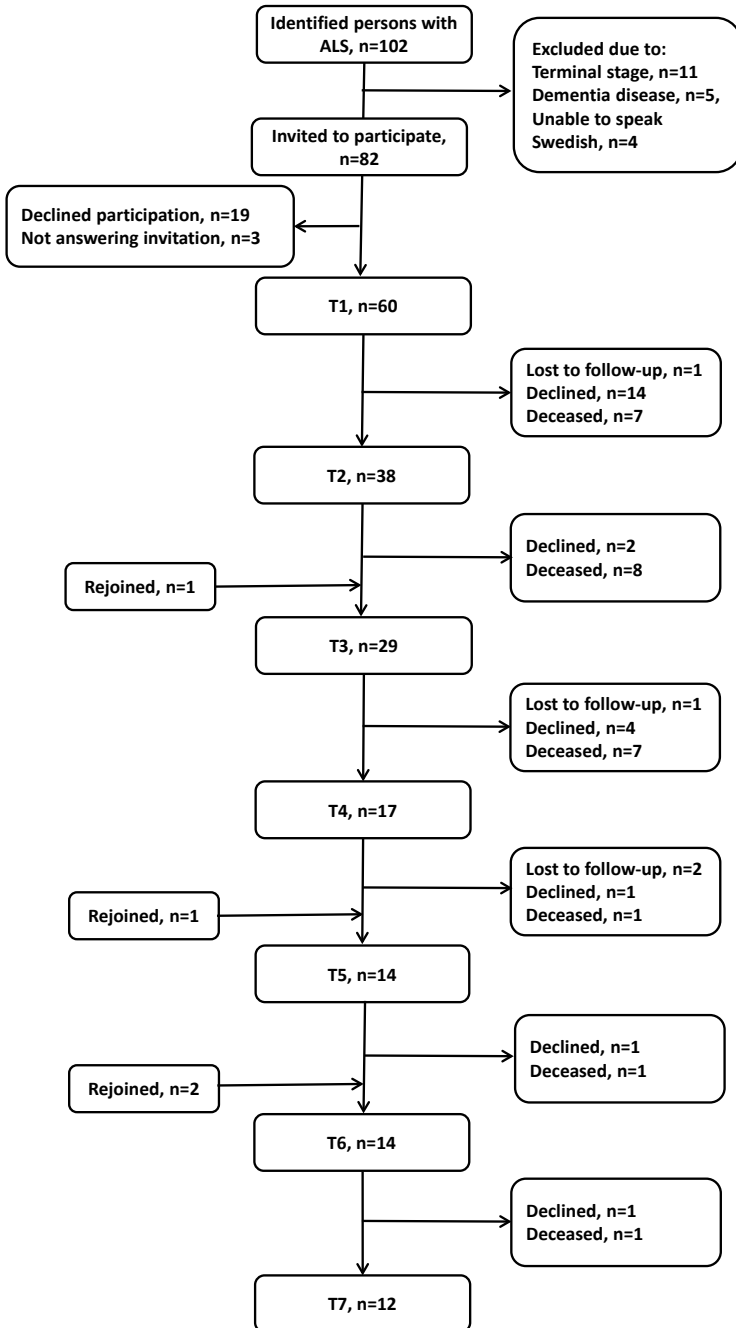 Identified persons with
ALS, n=102
Excluded due to:
Terminal stage, n=11
Dementia disease, n=5,
Unable to speak
Swedish, n=4
Invited to participate,
n=82
Declined participation, n=19
Not answering invitation, n=3
T1, n=60
Lost to follow-up, n=1
Declined, n=14
Deceased, n=7
T2, n=38
Declined, n=2
Deceased, n=8
Rejoined, n=1
T3, n=29
Lost to follow-up, n=1
Declined, n=4
Deceased, n=7
T4, n=17
Lost to follow-up, n=2
Declined, n=1
Deceased, n=1
Rejoined, n=1
T5, n=14
Declined, n=1
Deceased, n=1
Rejoined, n=2
T6, n=14
Declined, n=1
Deceased, n=1
T7, n=12